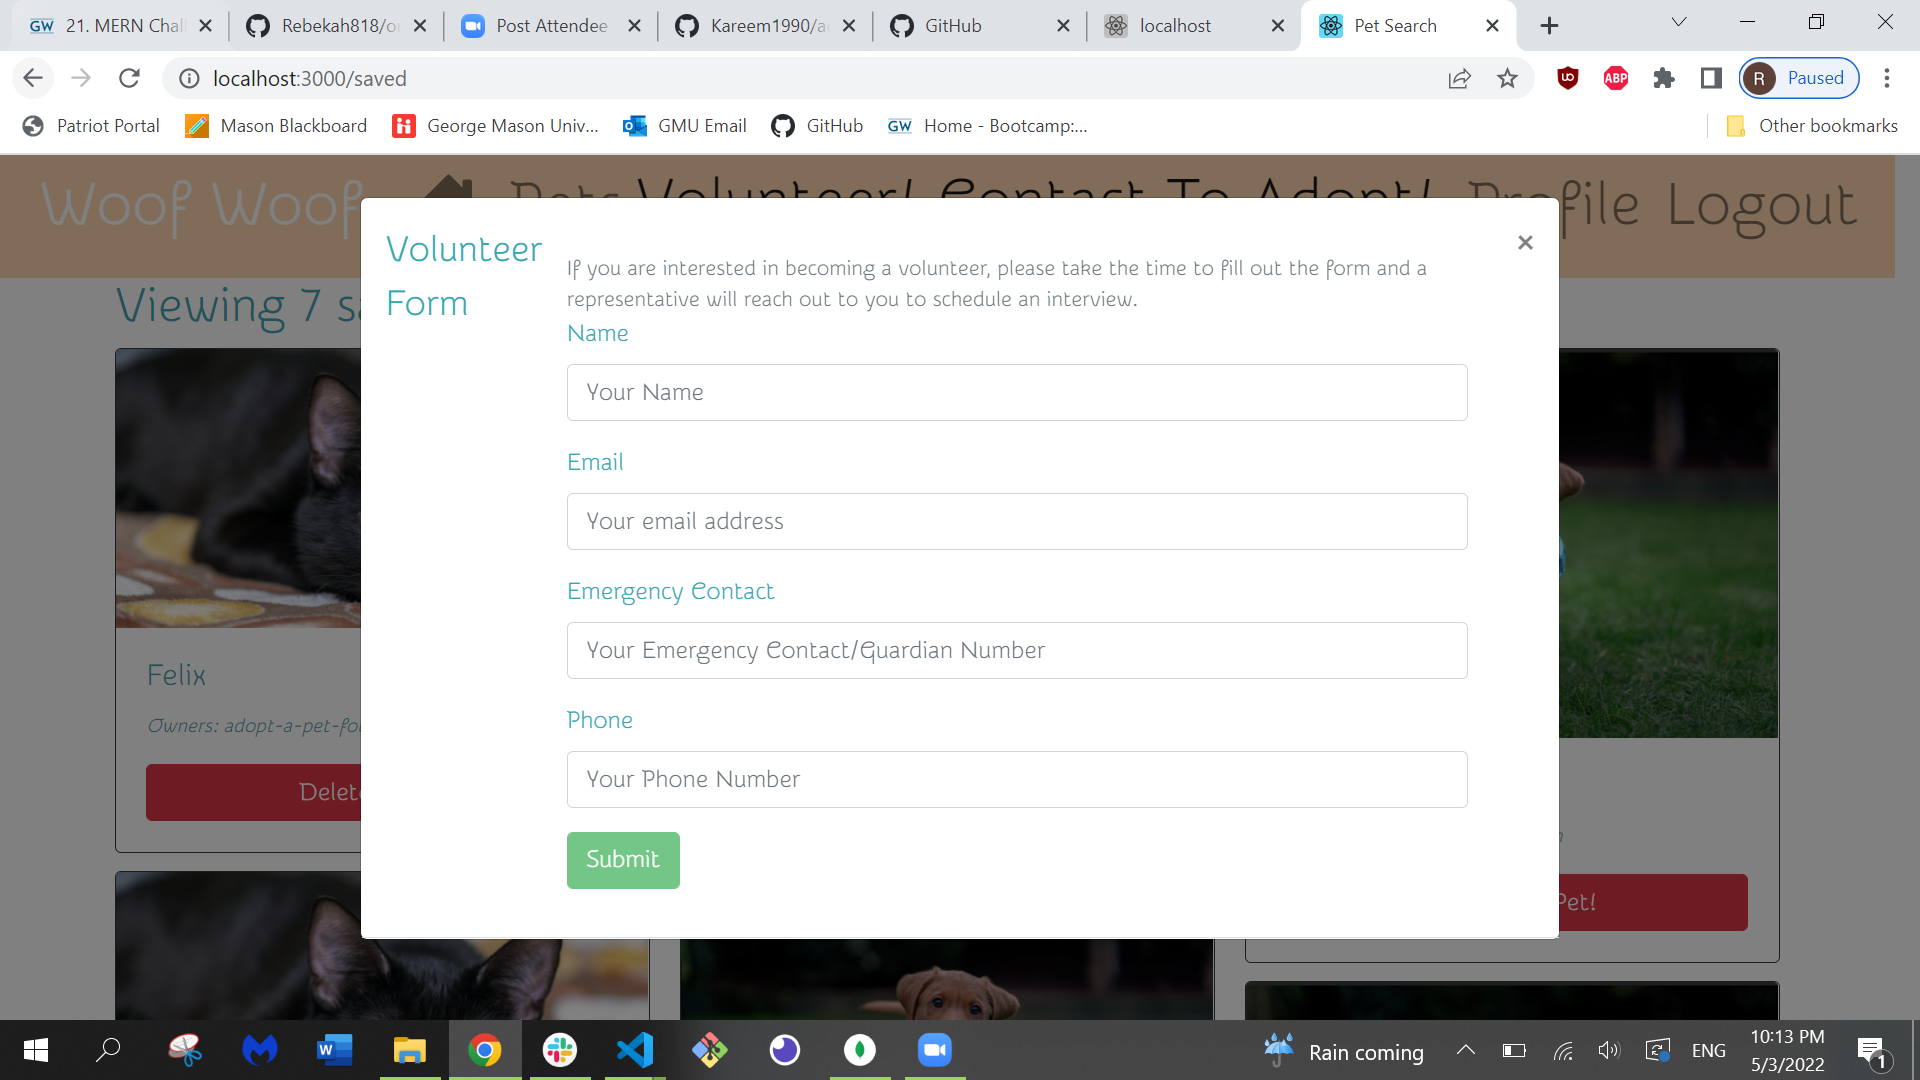 21. MERN Chal
Rebekah818/o
Post Attendee
Kareem1990/a
GitHub
localhost
Pet Search
localhost:3000/saved
ABP
R
Paused
Patriot Portal
Mason Blackboard
George Mason Univ...
GMU Email
GitHub
GW
Home - Bootcamp:...
Other bookmarks
Woof Woof
Pets
Volunteer!
Contact To Adopt!
Profile
Logout
Viewing 7 sa
Volunteer
Form
×
If you are interested in becoming a volunteer, please take the time to fill out the form and a
representative will reach out to you to schedule an interview.
Name
Your Name
Email
Your email address
Emergency Contact
Your Emergency Contact/Guardian Number
Phone
Your Phone Number
Submit
Felix
Owners: adopt-a-pet-fo
Delet
Pet!
Rain coming
ENG
10:13 PM
5/3/2022
1